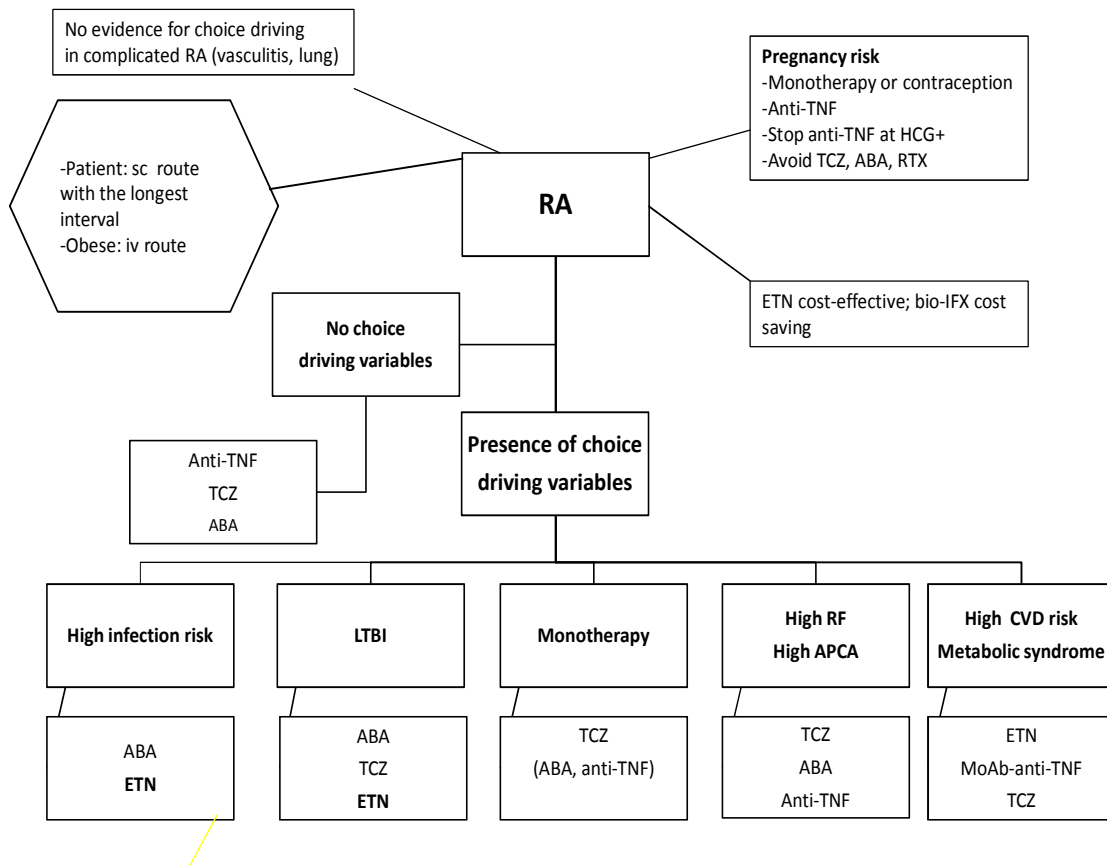 No evidence for choice driving
in complicated RA (vasculitis, lung)
Pregnancy risk
-Monotherapy or contraception
-Anti-TNF
-Stop anti-TNF at HCG+
-Avoid TCZ, ABA, RTX
-Patient: sc route
with the longest
interval
-Obese: iv route
RA
ETN cost-effective; bio-IFX cost
saving
No choice
driving variables
Presence of choice
driving variables
Anti-TNF
TCZ
ABA
High infection risk
LTBI
Monotherapy
High RF
High APCA
High CVD risk
Metabolic syndrome
ABA
ETN
ABA
TCZ
ETN
TCZ
(ABA, anti-TNF)
TCZ
ABA
Anti-TNF
ETN
MoAb-anti-TNF
TCZ